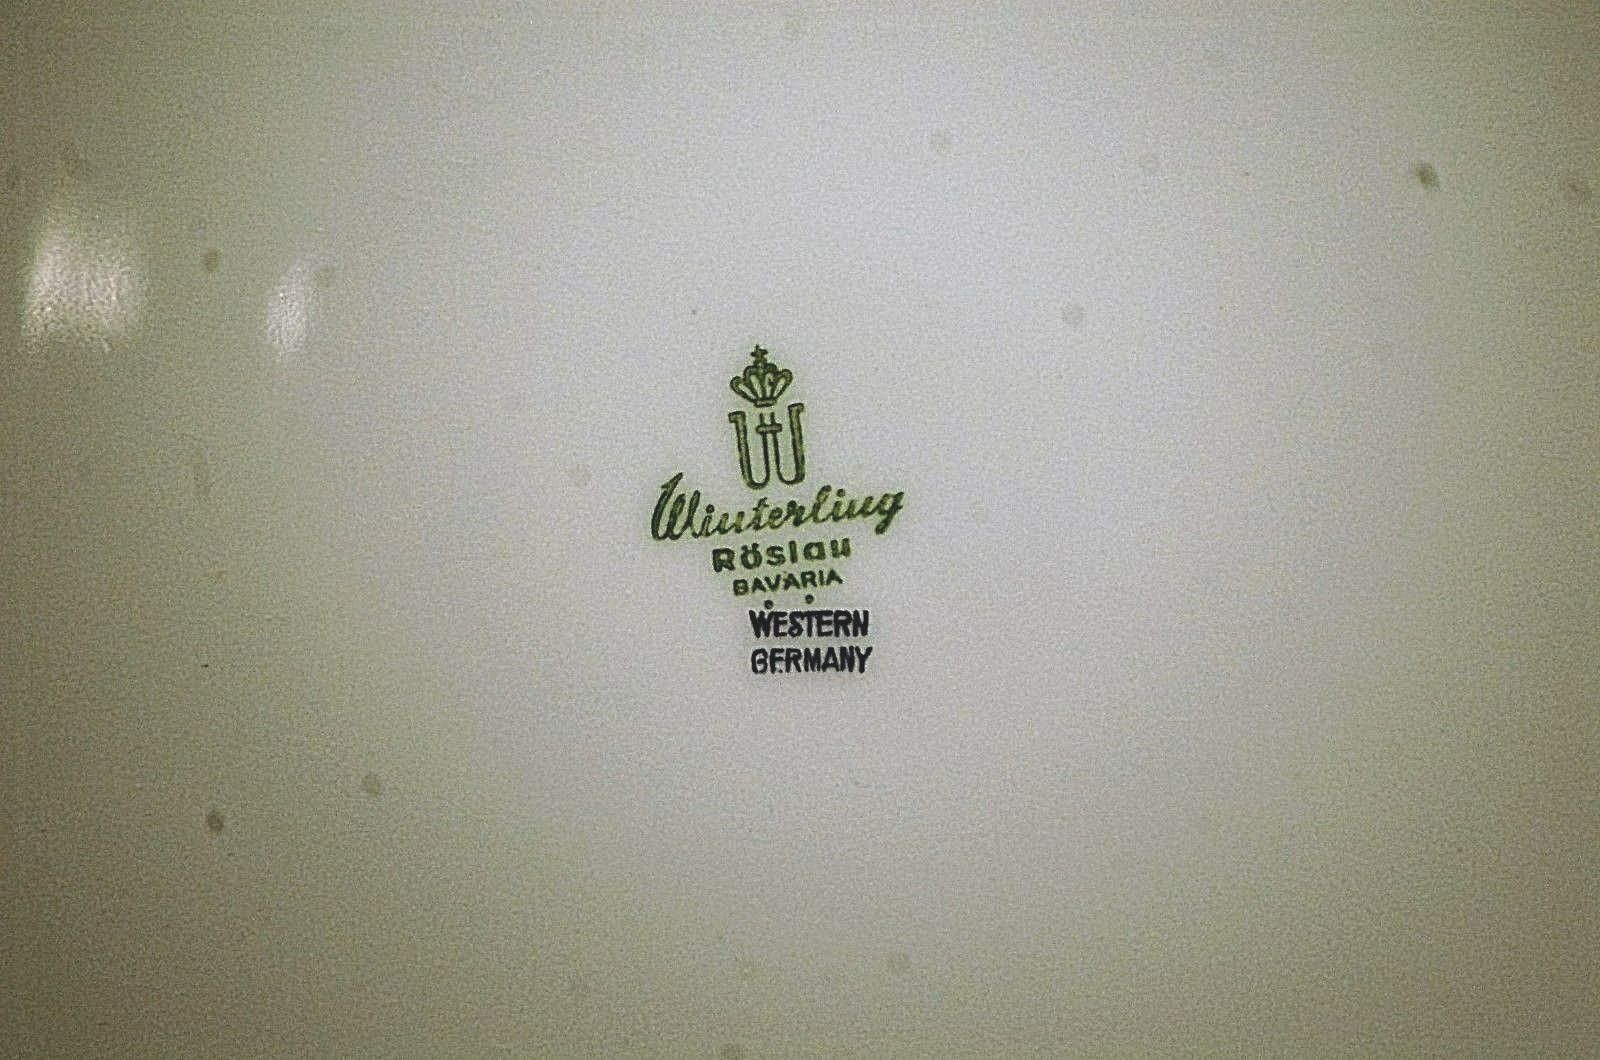 W
Winterling
Röslau
BAVARIA
WESTERN
GERMANY